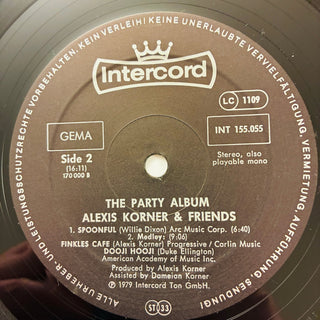 ALLE URHEBER- UND LEISTUNGSSCHUTZRECHTE VORBEHALTEN. KEIN VERLEIH! KEINE UNERLAUBTE VERVIELFÄLTIGUNG, VERMIETUNG, AUFFÜHRUNG, SENDUNG!
Intercord
LC 1109
GEMA
INT 155.055
Side 2
(16:11)
170 000 B
Stereo, also
playable mono
THE PARTY ALBUM
ALEXIS KORNER & FRIENDS
1. SPOONFUL (Willie Dixon) Arc Music Corp. (7:05)
2. Medley: (9:06)
FINKLES CAFE (Alexis Korner) Progressive / Carlin Music
DOOJI HOOJI (Duke Ellington)
American Academy of Music Inc.
Produced by Alexis Korner
Assisted by Dameian Korner
℗ 1979 Intercord Ton GmbH.
ST 33